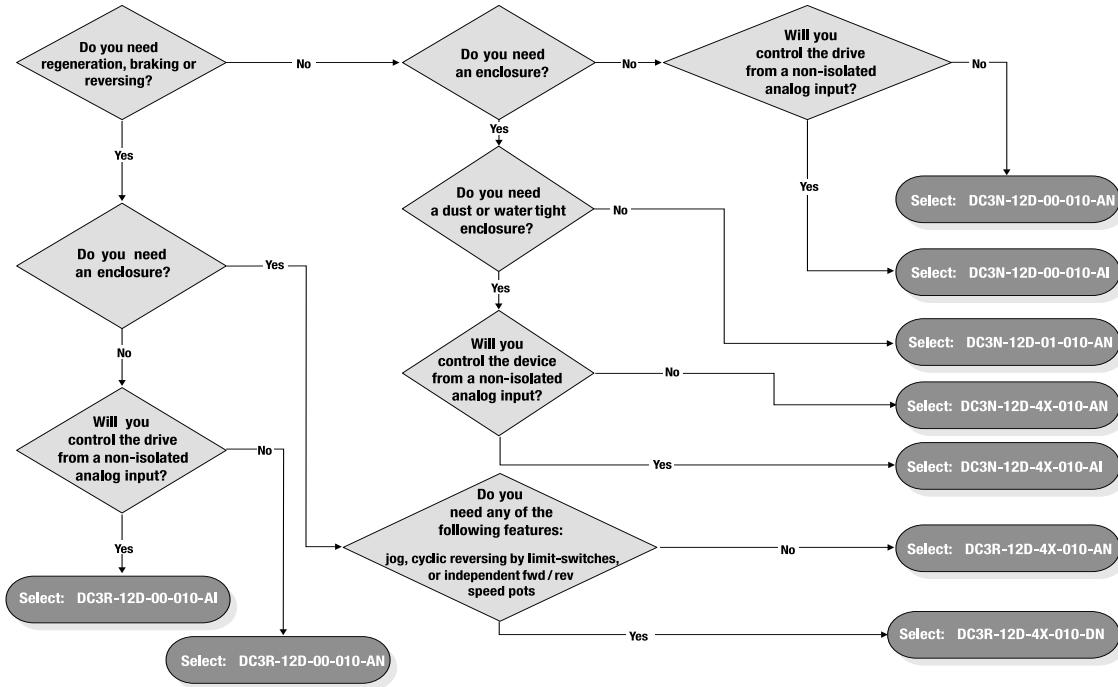 Do you need
regeneration, braking or
reversing?
No
Do you need
an enclosure?
No
Will you
control the drive
from a non-isolated
analog input?
No
Yes
Yes
Yes
Select: DC3N-12D-00-010-AN
Do you need
a dust or water tight
enclosure?
No
Do you need
an enclosure?
Yes
Select: DC3N-12D-00-010-AI
Yes
No
Will you
control the device
from a non-isolated
analog input?
No
Select: DC3N-12D-01-010-AN
Select: DC3N-12D-4X-010-AN
Will you
control the drive
from a non-isolated
analog input?
No
Yes
Select: DC3N-12D-4X-010-AI
Do you
need any of the
following features:
jog, cyclic reversing by limit-switches,
or independent fwd / rev
speed pots
No
Select: DC3R-12D-4X-010-AN
Yes
Select: DC3R-12D-00-010-AI
Yes
Select: DC3R-12D-4X-010-DN
Select: DC3R-12D-00-010-AN